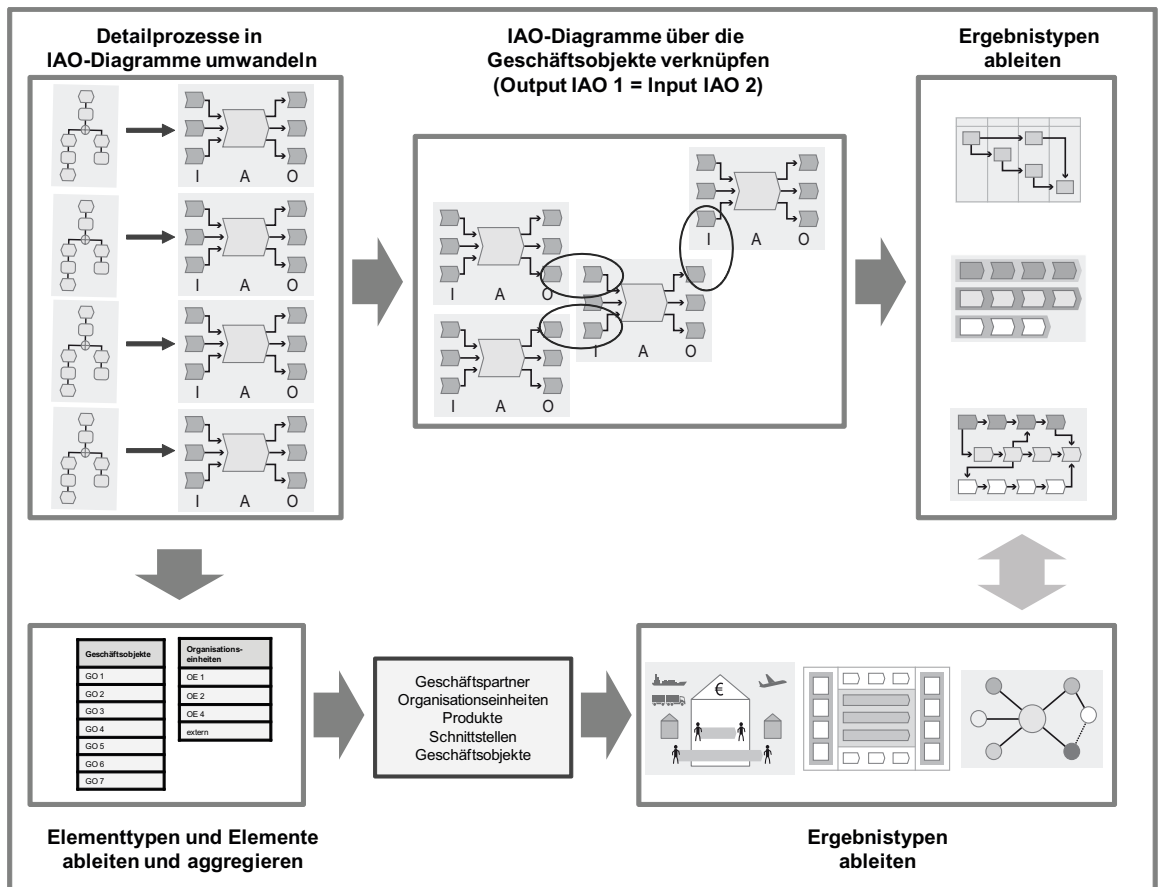 Detailprozesse in
IAO-Diagramme umwandeln
IAO-Diagramme über die
Geschäftsobjekte verknüpfen
(Output IAO 1 = Input IAO 2)
Ergebnistypen
ableiten
I A O
I A O
I A O
I A O
I A O
I A O
I A O
I A O
Geschäftsobjekte
GO 1
GO 2
GO 3
GO 4
GO 5
GO 6
GO 7
Organisations-
einheiten
OE 1
OE 2
OE 4
extern
Geschäftspartner
Organisationseinheiten
Produkte
Schnittstellen
Geschäftsobjekte
€
Elementtypen und Elemente
ableiten und aggregieren
Ergebnistypen
ableiten